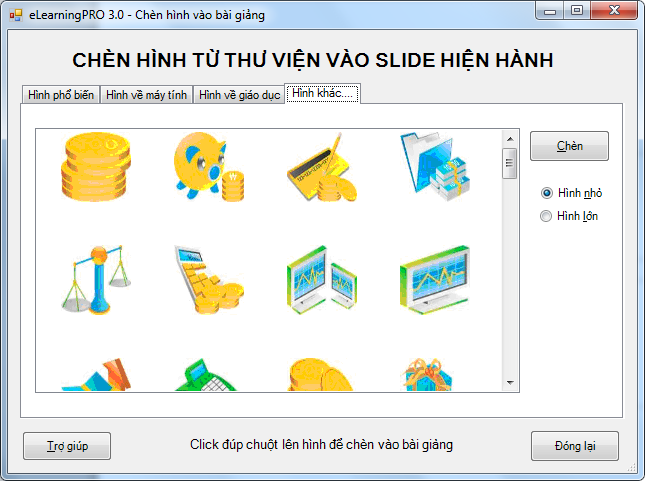 eLearningPRO 3.0 - Chèn hình vào bài giảng
CHÈN HÌNH TỪ THƯ VIỆN VÀO SLIDE HIỆN HÀNH
Hình phổ biến Hình về máy tính Hình về giáo dục Hình khác....
Chèn
Hình nhỏ
Hình lớn
Trợ giúp
Click đúp chuột lên hình để chèn vào bài giảng
Đóng lại